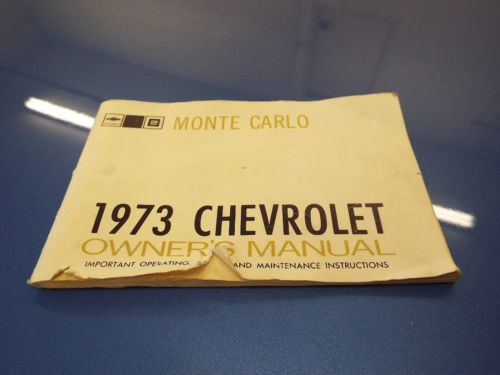 MONTE CARLO
1973 CHEVROLET
OWNER'S MANUAL
IMPORTANT OPERATING, AND MAINTENANCE INSTRUCTIONS